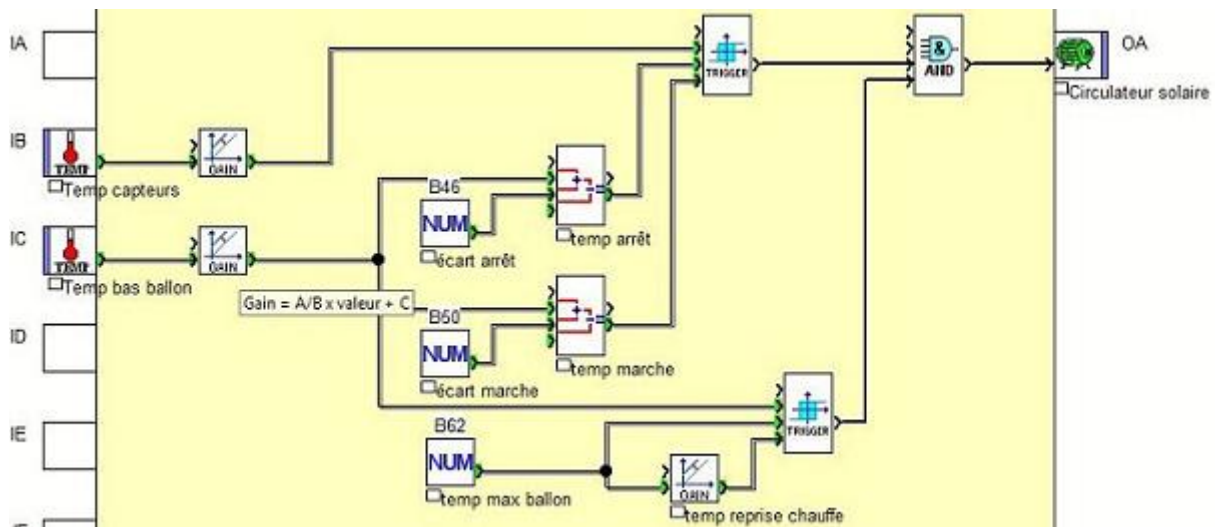 IA
TRIGGER
&
AND
OA
Circulateur solaire
IB
TEMP
GAIN
Temp capteurs
B46
NUM
écart arrêt
temp arrêt
IC
TEMP
GAIN
Temp bas ballon
Gain = A/B x valeur + C
B50
NUM
écart marche
temp marche
ID
TRIGGER
IE
B62
NUM
temp max ballon
GAIN
temp reprise chauffe